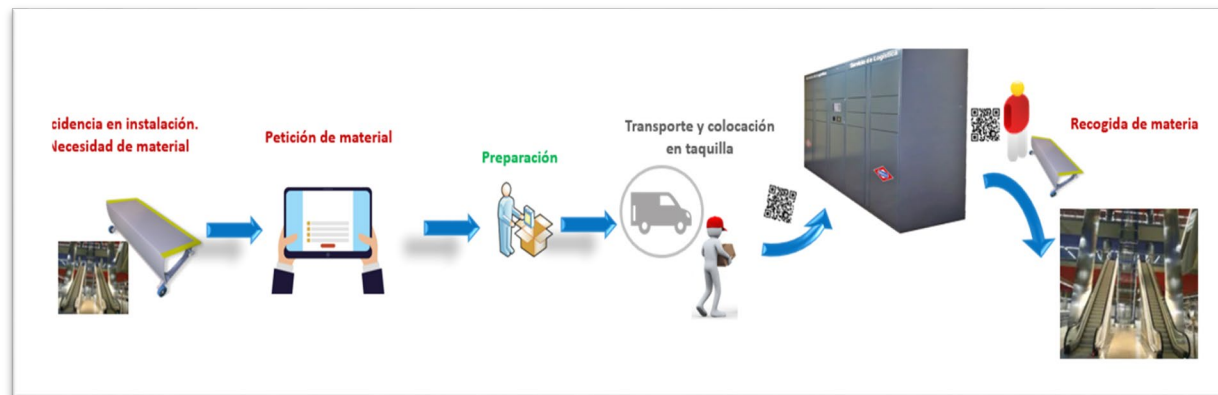 cidencia en instalación.
Necesidad de material
Petición de material
Preparación
Transporte y colocación
en taquilla
Recogida de materia